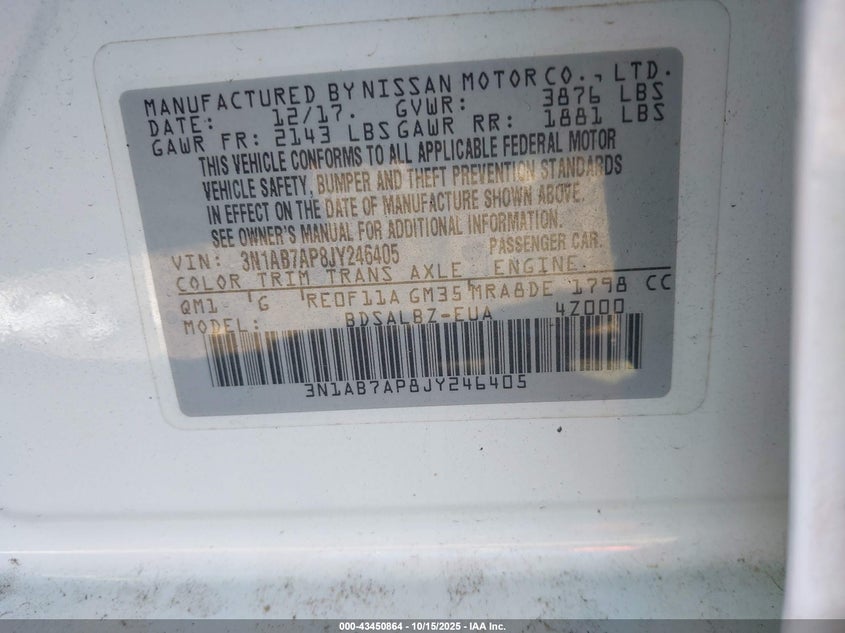 MANUFACTURED BY NISSAN MOTOR CO., LTD.
DATE: 12/17. GVWR: 3876 LBS
GAWR FR: 2143 LBS GAWR RR: 1881 LBS
THIS VEHICLE CONFORMS TO ALL APPLICABLE FEDERAL MOTOR
VEHICLE SAFETY, BUMPER AND THEFT PREVENTION STANDARDS
IN EFFECT ON THE DATE OF MANUFACTURE SHOWN ABOVE.
SEE OWNER'S MANUAL FOR ADDITIONAL INFORMATION.
VIN: 3N1AB7AP8JY246405 PASSENGER CAR.
COLOR TRIM TRANS AXLE ENGINE
QM1 G RE0F11A GM35 MRA8DE 1798 CC
MODEL: BDSALBZ-EUA 4Z000
3N1AB7AP8JY246405
000-43450864 - 10/15/2025 - IAA Inc.